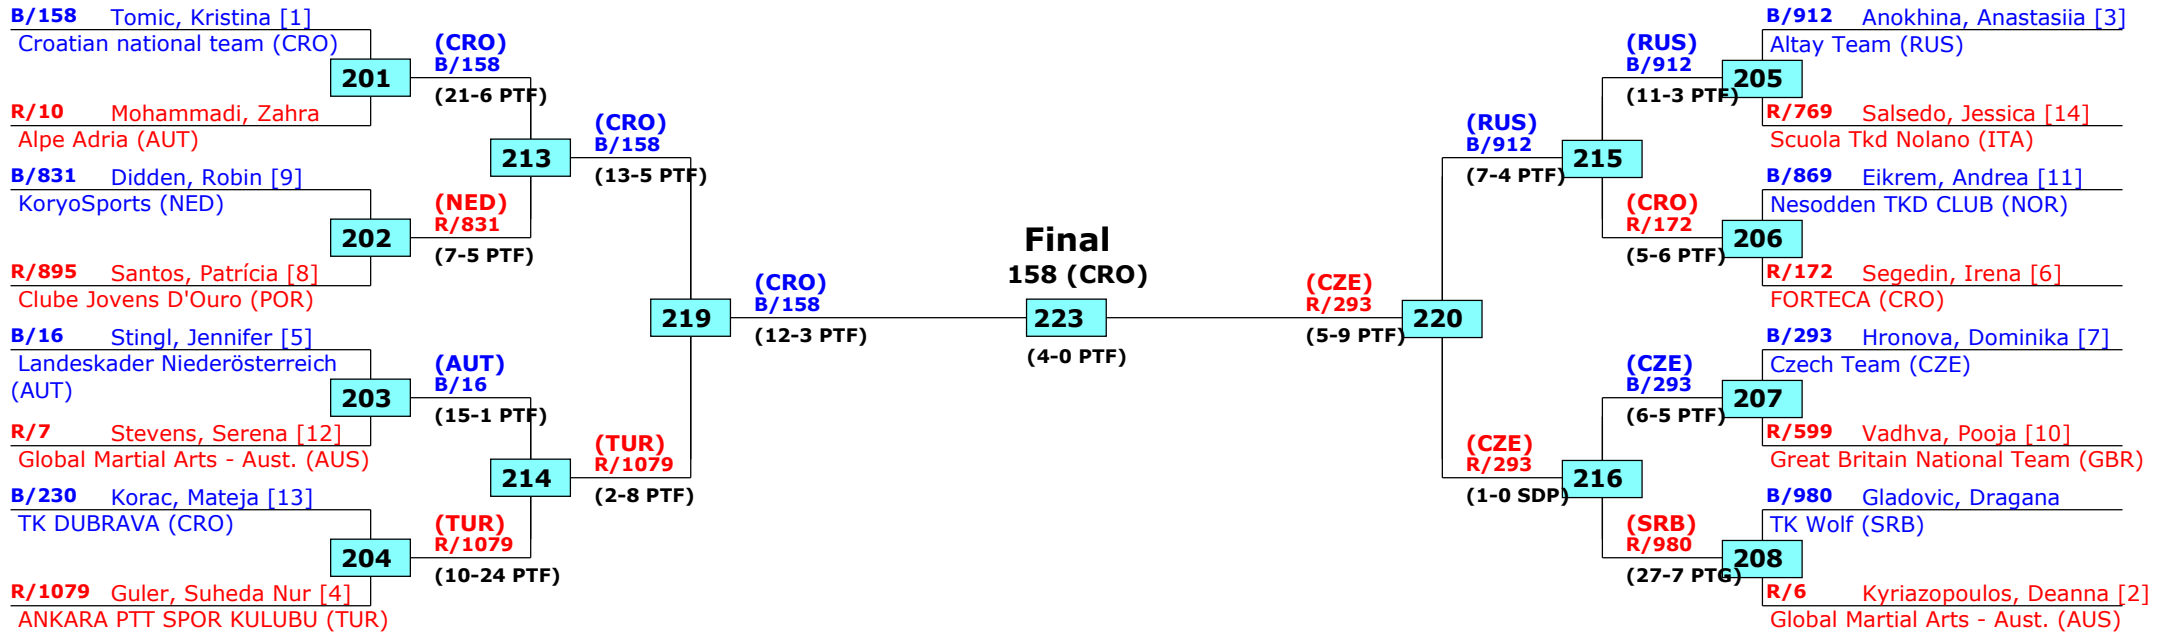 B/158 Tomic, Kristina [1]
Croatian national team (CRO)
201
R/10 Mohammadi, Zahra
Alpe Adria (AUT)
B/831 Didden, Robin [9]
KoryoSports (NED)
202
R/895 Santos, Patrícia [8]
Clube Jovens D'Ouro (POR)
B/16 Stingl, Jennifer [5]
Landeskader Niederösterreich
(AUT)
203
R/7 Stevens, Serena [12]
Global Martial Arts - Aust. (AUS)
B/230 Korac, Mateja [13]
TK DUBRAVA (CRO)
204
R/1079 Guler, Suheda Nur [4]
ANKARA PTT SPOR KULUBU (TUR)
(CRO)
B/158
(21-6 PTF)
213
(NED)
R/831
(7-5 PTF)
(AUT)
B/16
(15-1 PTF)
214
(TUR)
R/1079
(10-24 PTF)
(CRO)
B/158
(13-5 PTF)
219
(TUR)
R/1079
(2-8 PTF)
(CRO)
B/158
(12-3 PTF)
Final
158 (CRO)
223
(4-0 PTF)
(CZE)
R/293
(5-9 PTF)
220
(RUS)
B/912
(7-4 PTF)
215
(CZE)
R/293
(1-0 SDP)
216
(RUS)
B/912
(11-3 PTF)
(CRO)
R/172
(5-6 PTF)
(CZE)
B/293
(6-5 PTF)
(SRB)
R/980
(27-7 PTG)
B/912 Anokhina, Anastasiia [3]
Altay Team (RUS)
205
R/769 Salsedo, Jessica [14]
Scuola Tkd Nolano (ITA)
B/869 Eikrem, Andrea [11]
Nesodden TKD CLUB (NOR)
206
R/172 Segedin, Irena [6]
FORTECA (CRO)
B/293 Hronova, Dominika [7]
Czech Team (CZE)
207
R/599 Vadhva, Pooja [10]
Great Britain National Team (GBR)
B/980 Gladovic, Dragana
TK Wolf (SRB)
208
R/6 Kyriazopoulos, Deanna [2]
Global Martial Arts - Aust. (AUS)